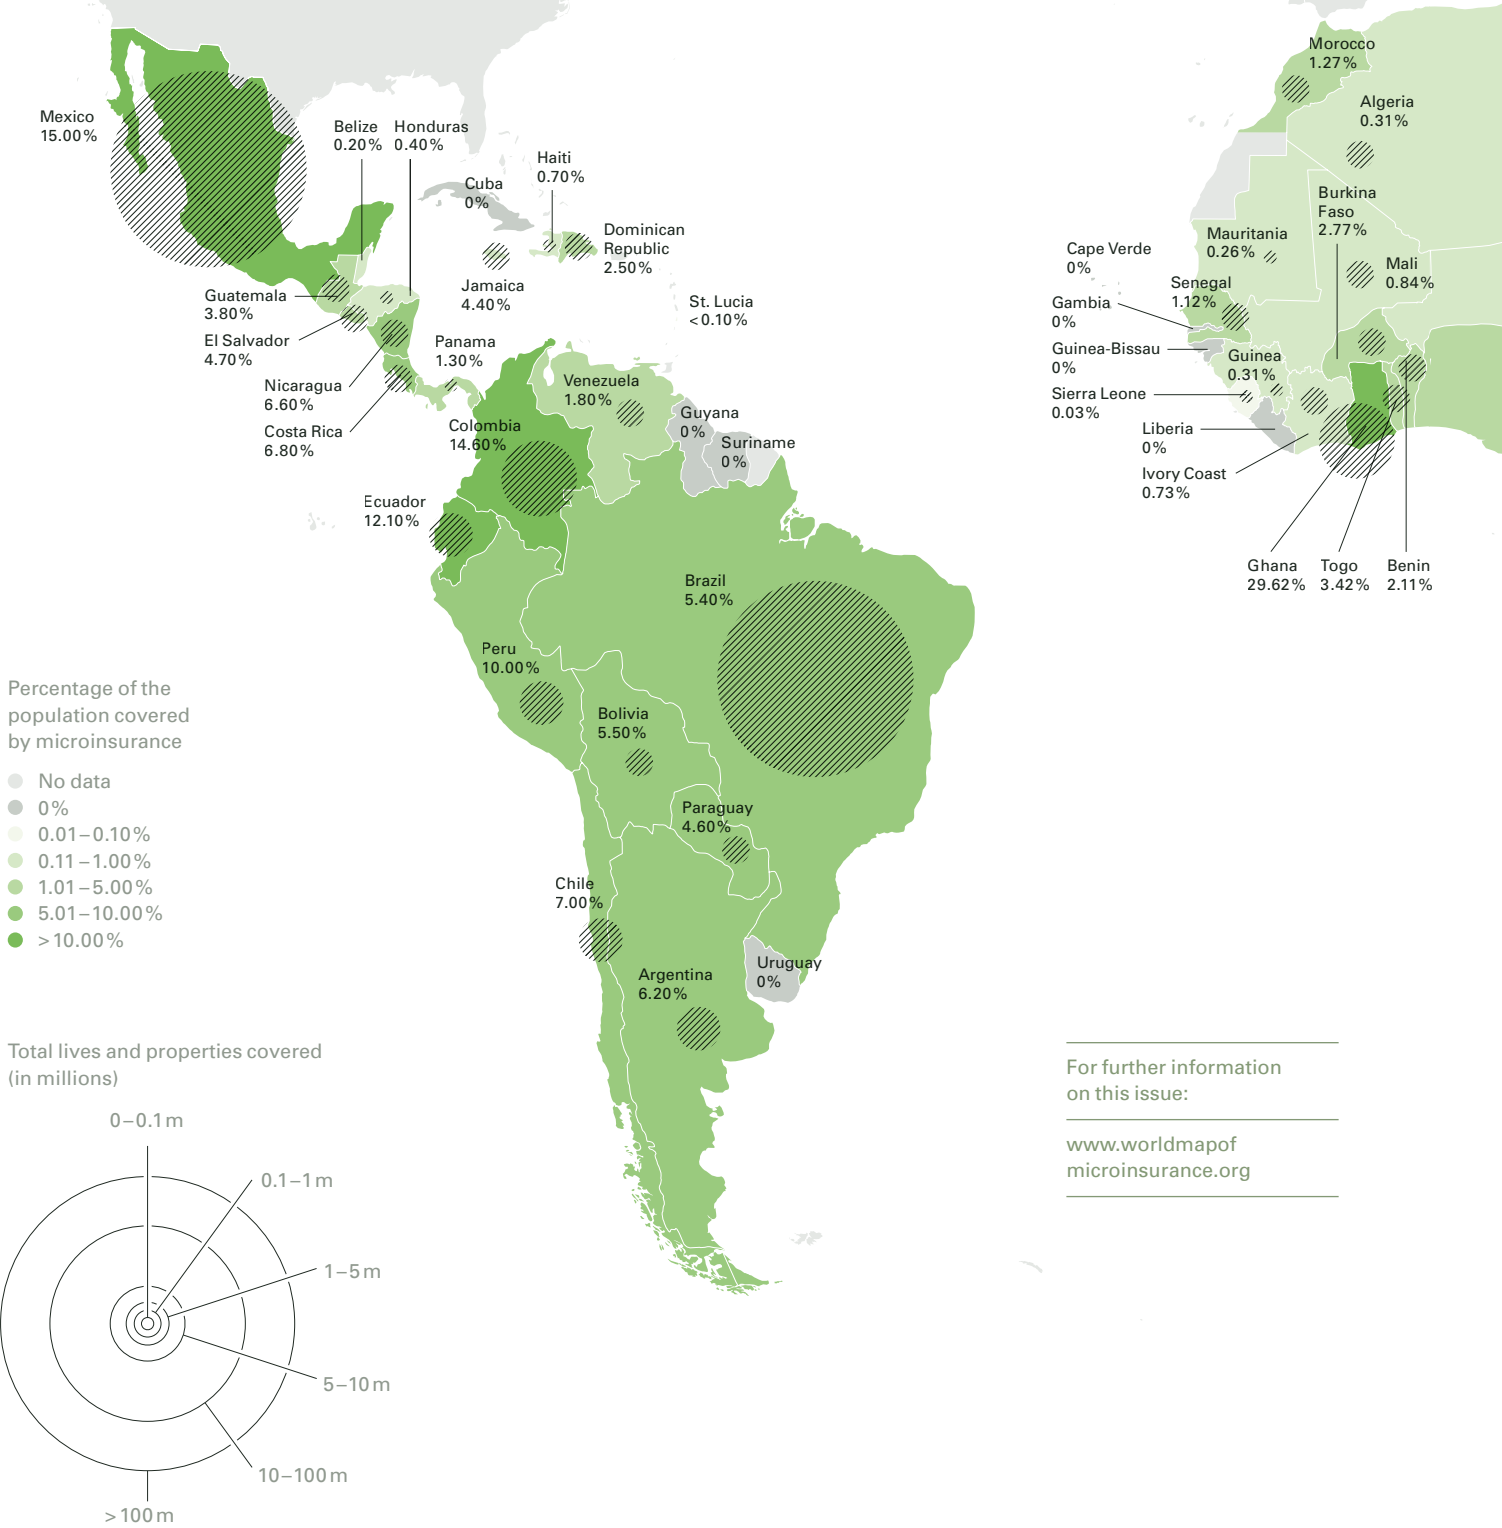 Mexico
15.00%
Belize
0.20%
Honduras
0.40%
Cuba
0%
Haiti
0.70%
Dominican
Republic
2.50%
Jamaica
4.40%
St. Lucia
<0.10%
Guatemala
3.80%
El Salvador
4.70%
Nicaragua
6.60%
Costa Rica
6.80%
Panama
1.30%
Venezuela
1.80%
Colombia
14.60%
Guyana
0%
Suriname
0%
Ecuador
12.10%
Brazil
5.40%
Peru
10.00%
Bolivia
5.50%
Paraguay
4.60%
Chile
7.00%
Argentina
6.20%
Uruguay
0%
Morocco
1.27%
Algeria
0.31%
Burkina
Faso
2.77%
Mauritania
0.26%
Mali
0.84%
Cape Verde
0%
Senegal
1.12%
Gambia
0%
Guinea-Bissau
0%
Guinea
0.31%
Sierra Leone
0.03%
Liberia
0%
Ivory Coast
0.73%
Ghana
29.62%
Togo
3.42%
Benin
2.11%
Percentage of the
population covered
by microinsurance
No data
0%
0.01–0.10%
0.11–1.00%
1.01–5.00%
5.01–10.00%
>10.00%
Total lives and properties covered
(in millions)
0–0.1m
0.1–1m
1–5m
5–10m
10–100m
>100m
For further information
on this issue:
www.worldmapof
microinsurance.org